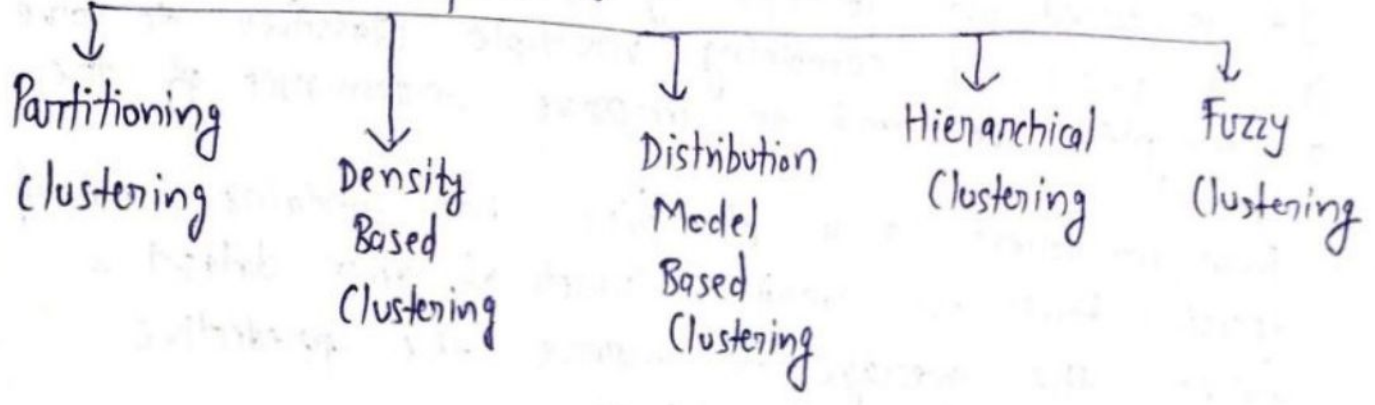 Partitioning
Clustering
Density
Based
Clustering
Distribution
Model
Based
Clustering
Hierarchical
Clustering
Fuzzy
Clustering